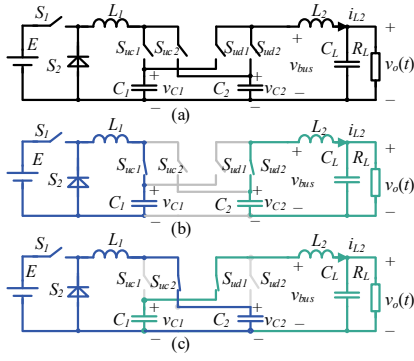 S1 L1 L2 iL2
E S2 Suc1 Suc2 Sud1 Sud2 + vbus − CL RL + vo(t) −
C1 + vC1 − C2 + vC2 −
(a)
S1 L1 L2 iL2
E S2 Suc1 Suc2 Sud1 Sud2 + vbus − CL RL + vo(t) −
C1 + vC1 − C2 + vC2 −
(b)
S1 L1 L2 iL2
E S2 Suc1 Suc2 Sud1 Sud2 + vbus − CL RL + vo(t) −
C1 + vC1 − C2 + vC2 −
(c)